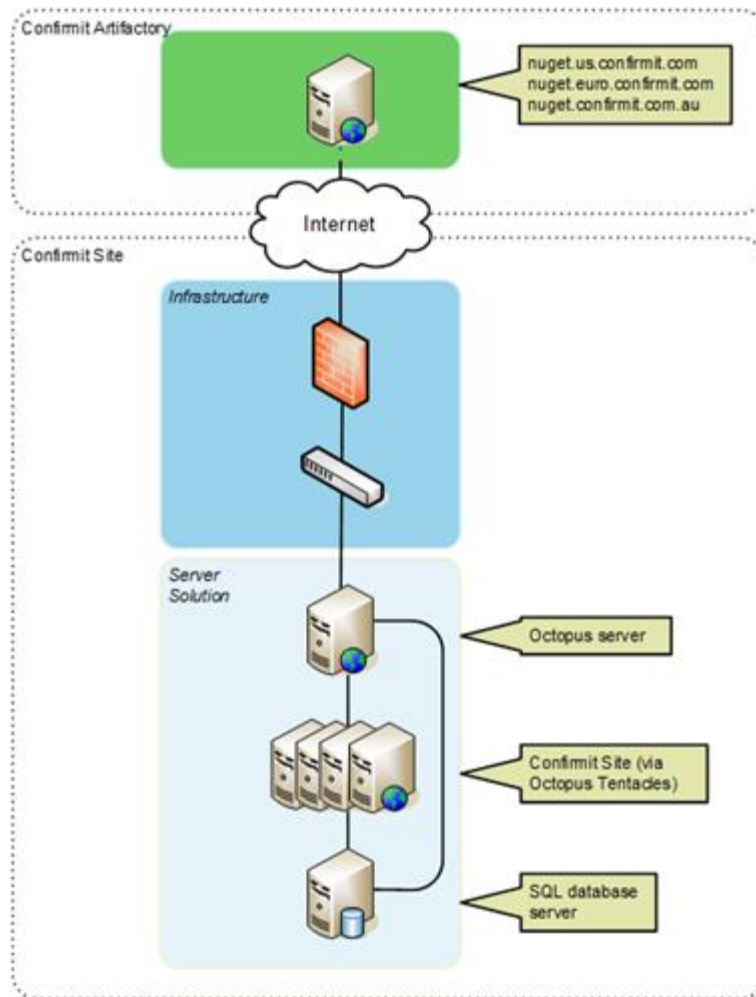 Confirmit Artifactory
nuget.us.confirmit.com
nuget.euro.confirmit.com
nuget.confirmit.com.au
Internet
Confirmit Site
Infrastructure
Server
Solution
Octopus server
Confirmit Site (via
Octopus Tentacles)
SQL database
server